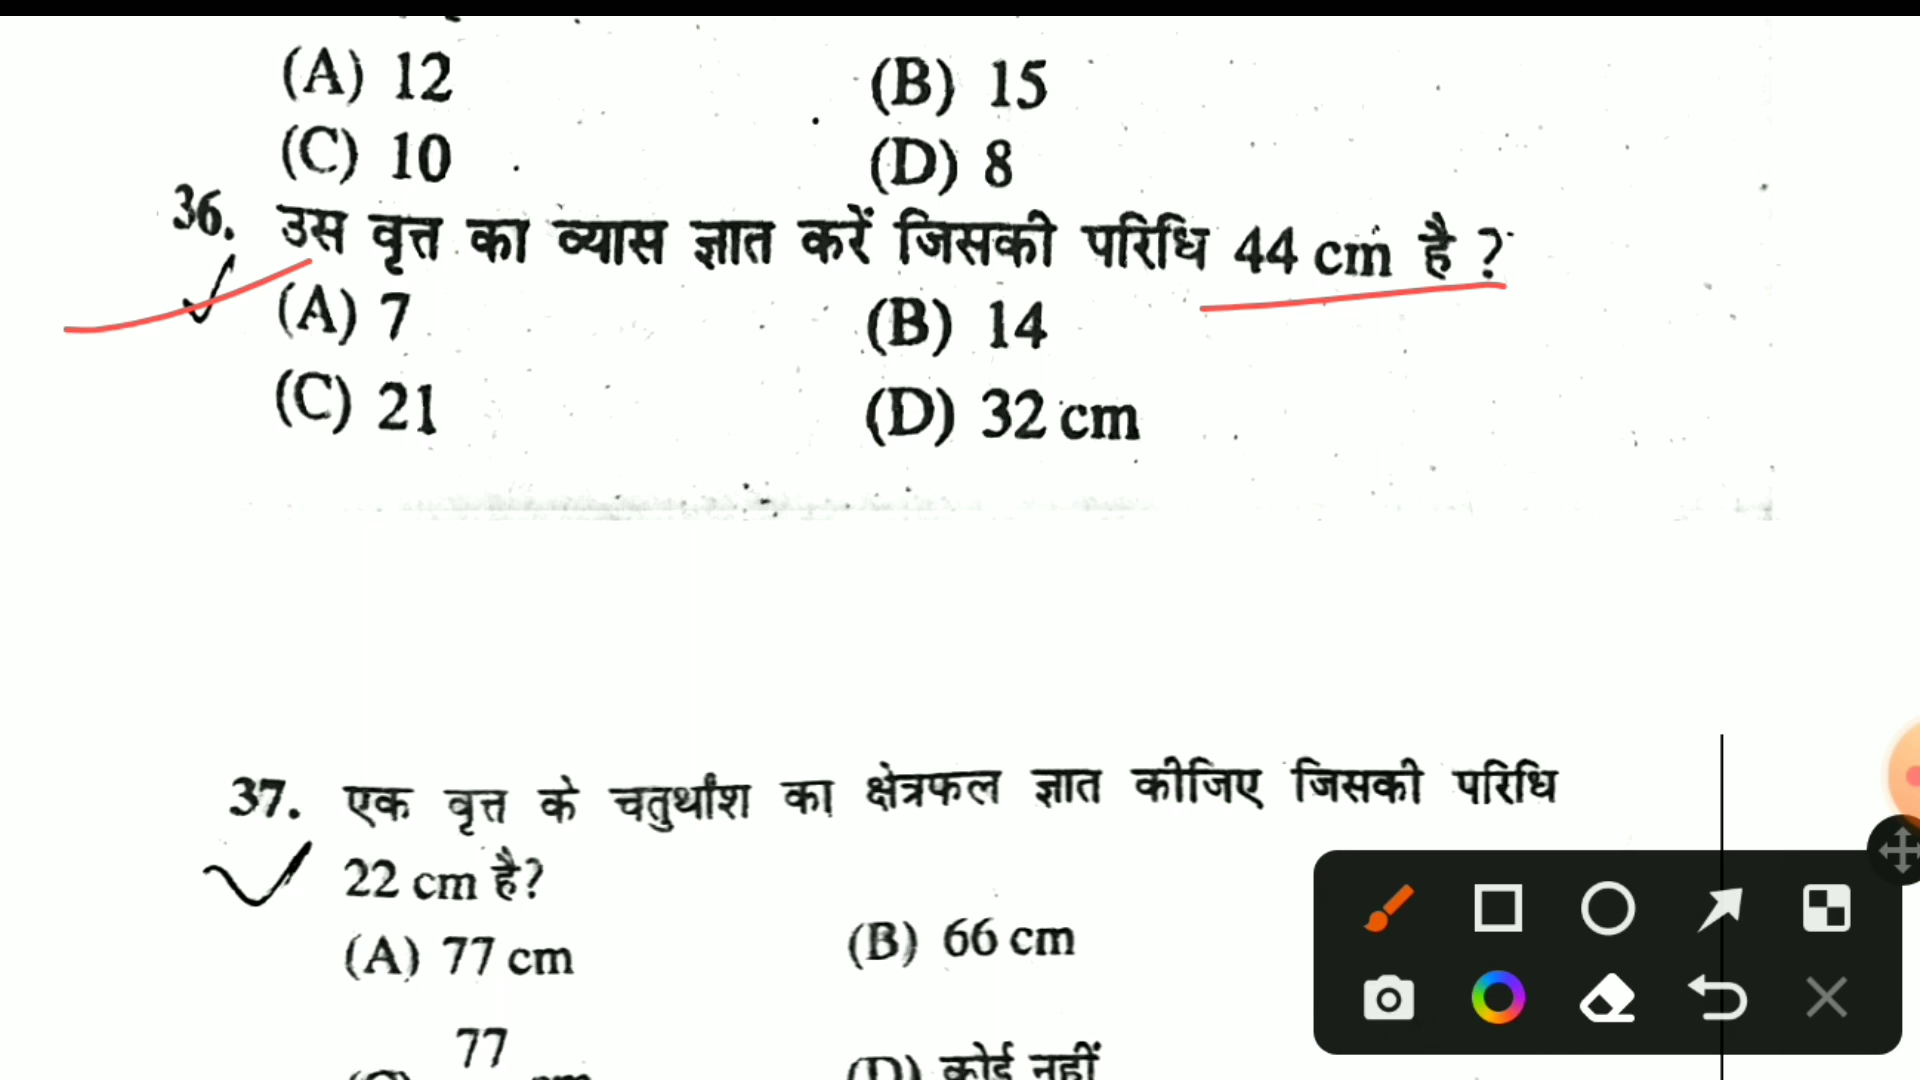 (A) 12 (B) 15
(C) 10 (D) 8
36. उस वृत्त का व्यास ज्ञात करें जिसकी परिधि 44 cm है ?
(A) 7 (B) 14
(C) 21 (D) 32 cm
37. एक वृत्त के चतुर्थांश का क्षेत्रफल ज्ञात कीजिए जिसकी परिधि
22 cm है?
(A) 77 cm (B) 66 cm
77
(D) कोई नहीं